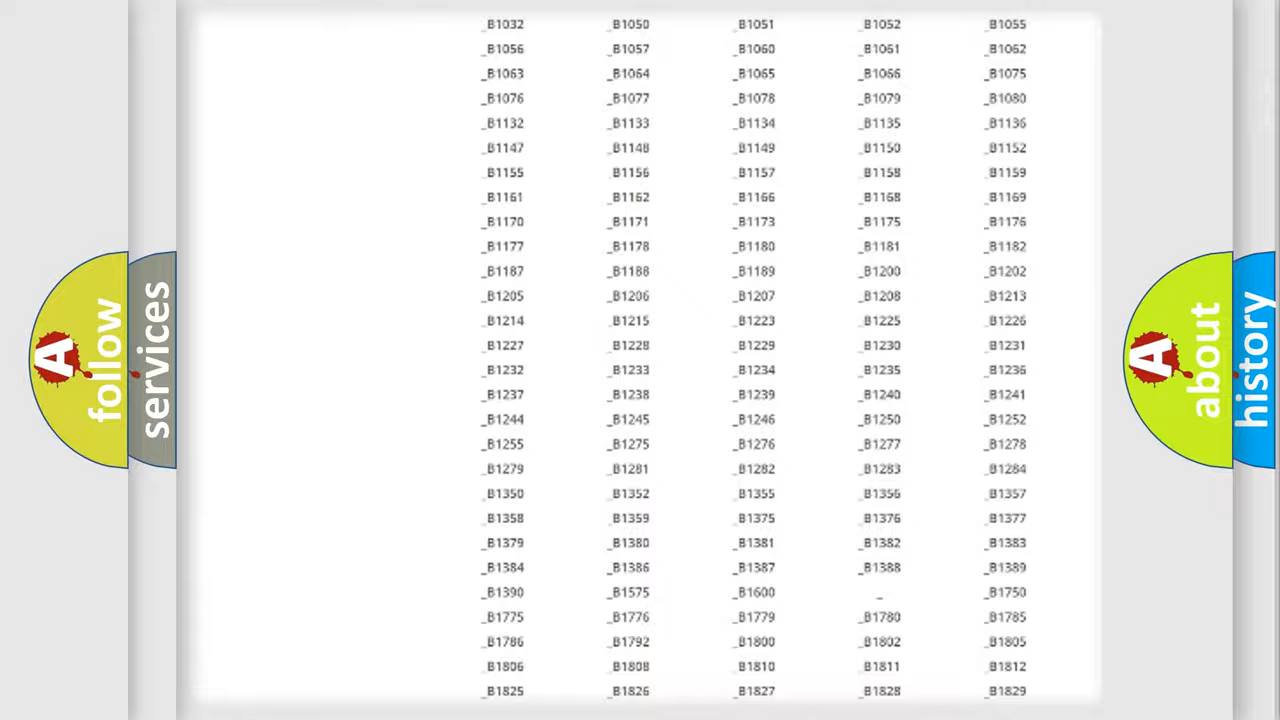 _B1032 _B1050 _B1051 _B1052 _B1055
_B1056 _B1057 _B1060 _B1061 _B1062
_B1063 _B1064 _B1065 _B1066 _B1075
_B1076 _B1077 _B1078 _B1079 _B1080
_B1132 _B1133 _B1134 _B1135 _B1136
_B1147 _B1148 _B1149 _B1150 _B1152
_B1155 _B1156 _B1157 _B1158 _B1159
_B1161 _B1162 _B1166 _B1168 _B1169
_B1170 _B1171 _B1173 _B1175 _B1176
_B1177 _B1178 _B1180 _B1181 _B1182
_B1187 _B1188 _B1189 _B1200 _B1202
_B1205 _B1206 _B1207 _B1208 _B1213
_B1214 _B1215 _B1223 _B1225 _B1226
_B1227 _B1228 _B1229 _B1230 _B1231
_B1232 _B1233 _B1234 _B1235 _B1236
_B1237 _B1238 _B1239 _B1240 _B1241
_B1244 _B1245 _B1246 _B1250 _B1252
_B1255 _B1275 _B1276 _B1277 _B1278
_B1279 _B1281 _B1282 _B1283 _B1284
_B1350 _B1352 _B1355 _B1356 _B1357
_B1358 _B1359 _B1375 _B1376 _B1377
_B1379 _B1380 _B1381 _B1382 _B1383
_B1384 _B1386 _B1387 _B1388 _B1389
_B1390 _B1575 _B1600 _ _B1750
_B1775 _B1776 _B1779 _B1780 _B1785
_B1786 _B1792 _B1800 _B1802 _B1805
_B1806 _B1808 _B1810 _B1811 _B1812
_B1825 _B1826 _B1827 _B1828 _B1829
A
follow
services
A
about
history